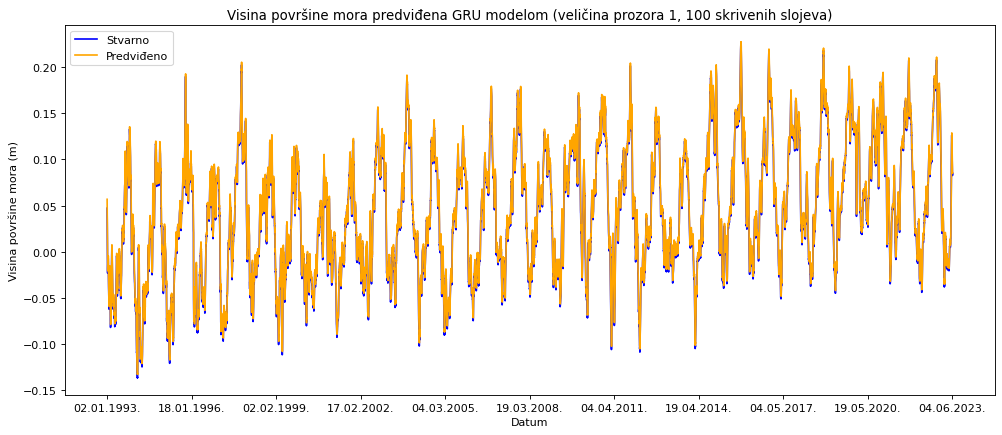 Visina površine mora predviđena GRU modelom (veličina prozora 1, 100 skrivenih slojeva)
Stvarno
Predviđeno
Visina površine mora (m)
0.20
0.15
0.10
0.05
0.00
−0.05
−0.10
−0.15
02.01.1993. 18.01.1996. 02.02.1999. 17.02.2002. 04.03.2005. 19.03.2008. 04.04.2011. 19.04.2014. 04.05.2017. 19.05.2020. 04.06.2023.
Datum